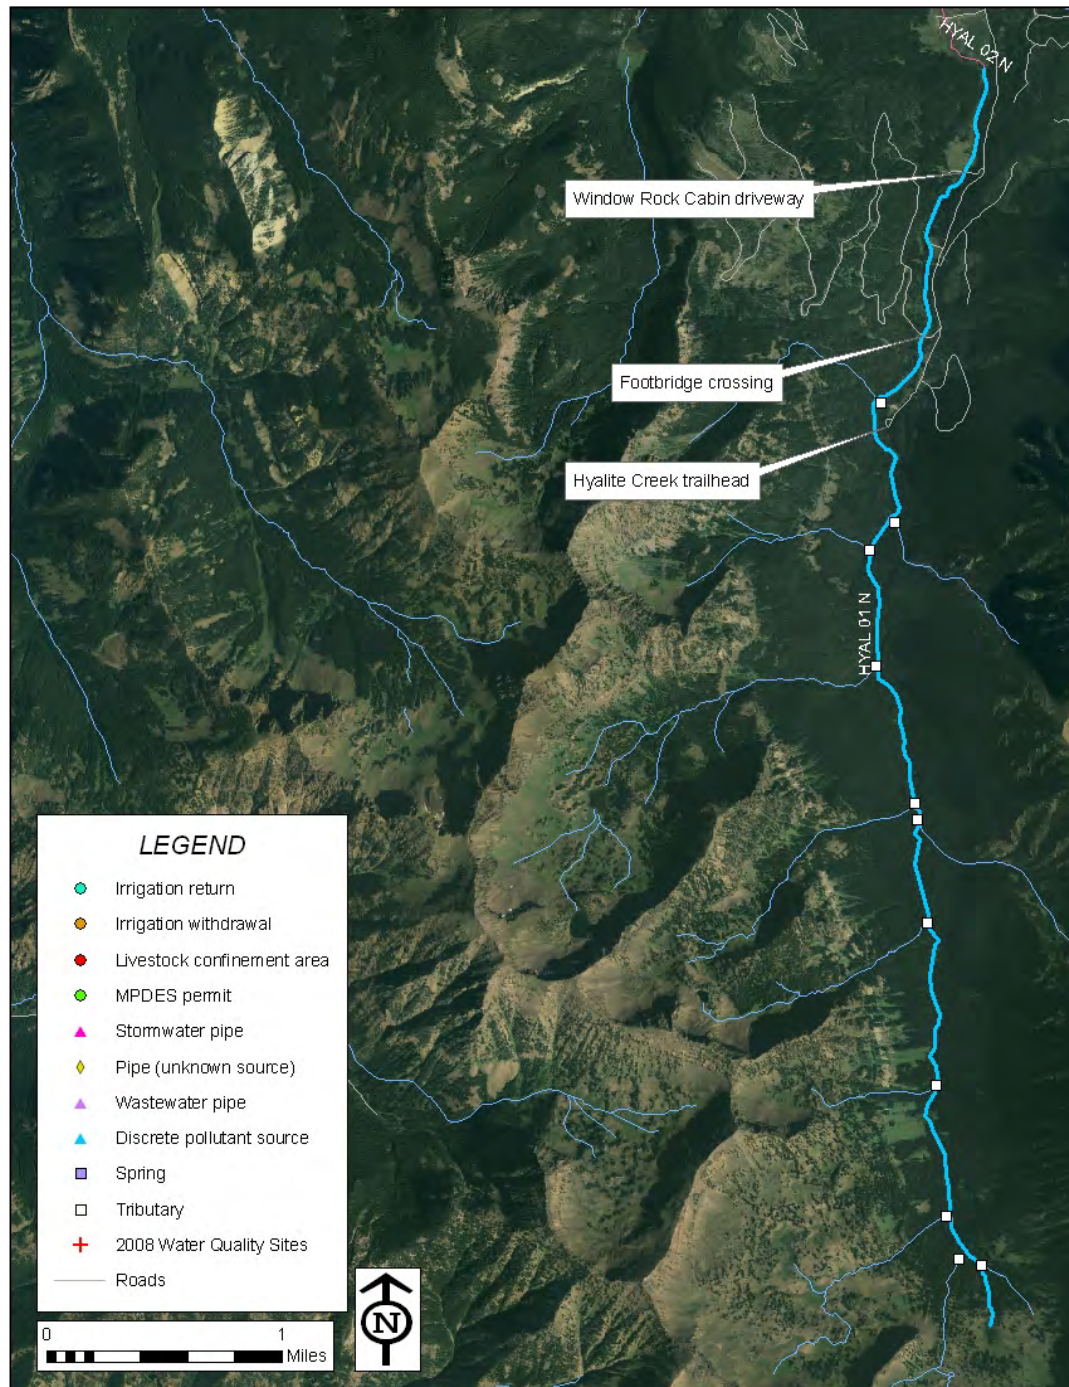 HYAL 02 N
Window Rock Cabin driveway
Footbridge crossing
Hyalite Creek trailhead
HYAL 01 N
LEGEND
Irrigation return
Irrigation withdrawal
Livestock confinement area
MPDES permit
Stormwater pipe
Pipe (unknown source)
Wastewater pipe
Discrete pollutant source
Spring
Tributary
2008 Water Quality Sites
Roads
0 1
Miles
N